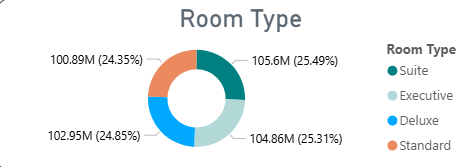 Room Type
100.89M (24.35%)
105.6M (25.49%)
102.95M (24.85%)
104.86M (25.31%)
Room Type
Suite
Executive
Deluxe
Standard